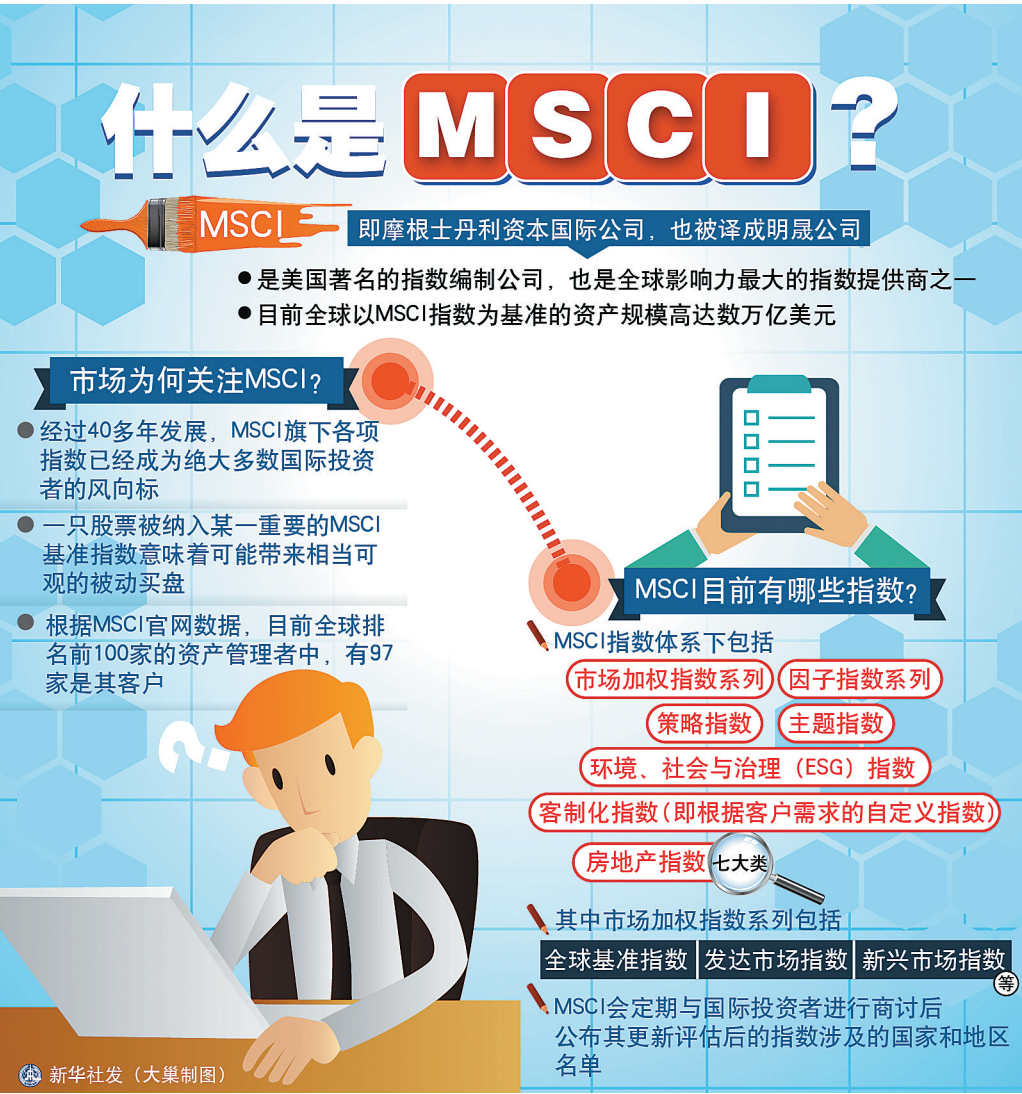 什么是MSCI?
MSCI
即摩根士丹利资本国际公司，也被译成明晟公司
●是美国著名的指数编制公司，也是全球影响力最大的指数提供商之一
●目前全球以MSCI指数为基准的资产规模高达数万亿美元
市场为何关注MSCI?
●经过40多年发展，MSCI旗下各项
指数已经成为绝大多数国际投资
者的风向标
●一只股票被纳入某一重要的MSCI
基准指数意味着可能带来相当可
观的被动买盘
●根据MSCI官网数据，目前全球排
名前100家的资产管理者中，有97
家是其客户
?
MSCI目前有哪些指数?
MSCI指数体系下包括
市场加权指数系列 因子指数系列
策略指数 主题指数
环境、社会与治理（ESG）指数
客制化指数(即根据客户需求的自定义指数)
房地产指数 七大类
其中市场加权指数系列包括
全球基准指数 发达市场指数 新兴市场指数 等
MSCI会定期与国际投资者进行商讨后
公布其更新评估后的指数涉及的国家和地区
名单
新华社发（大巢制图）